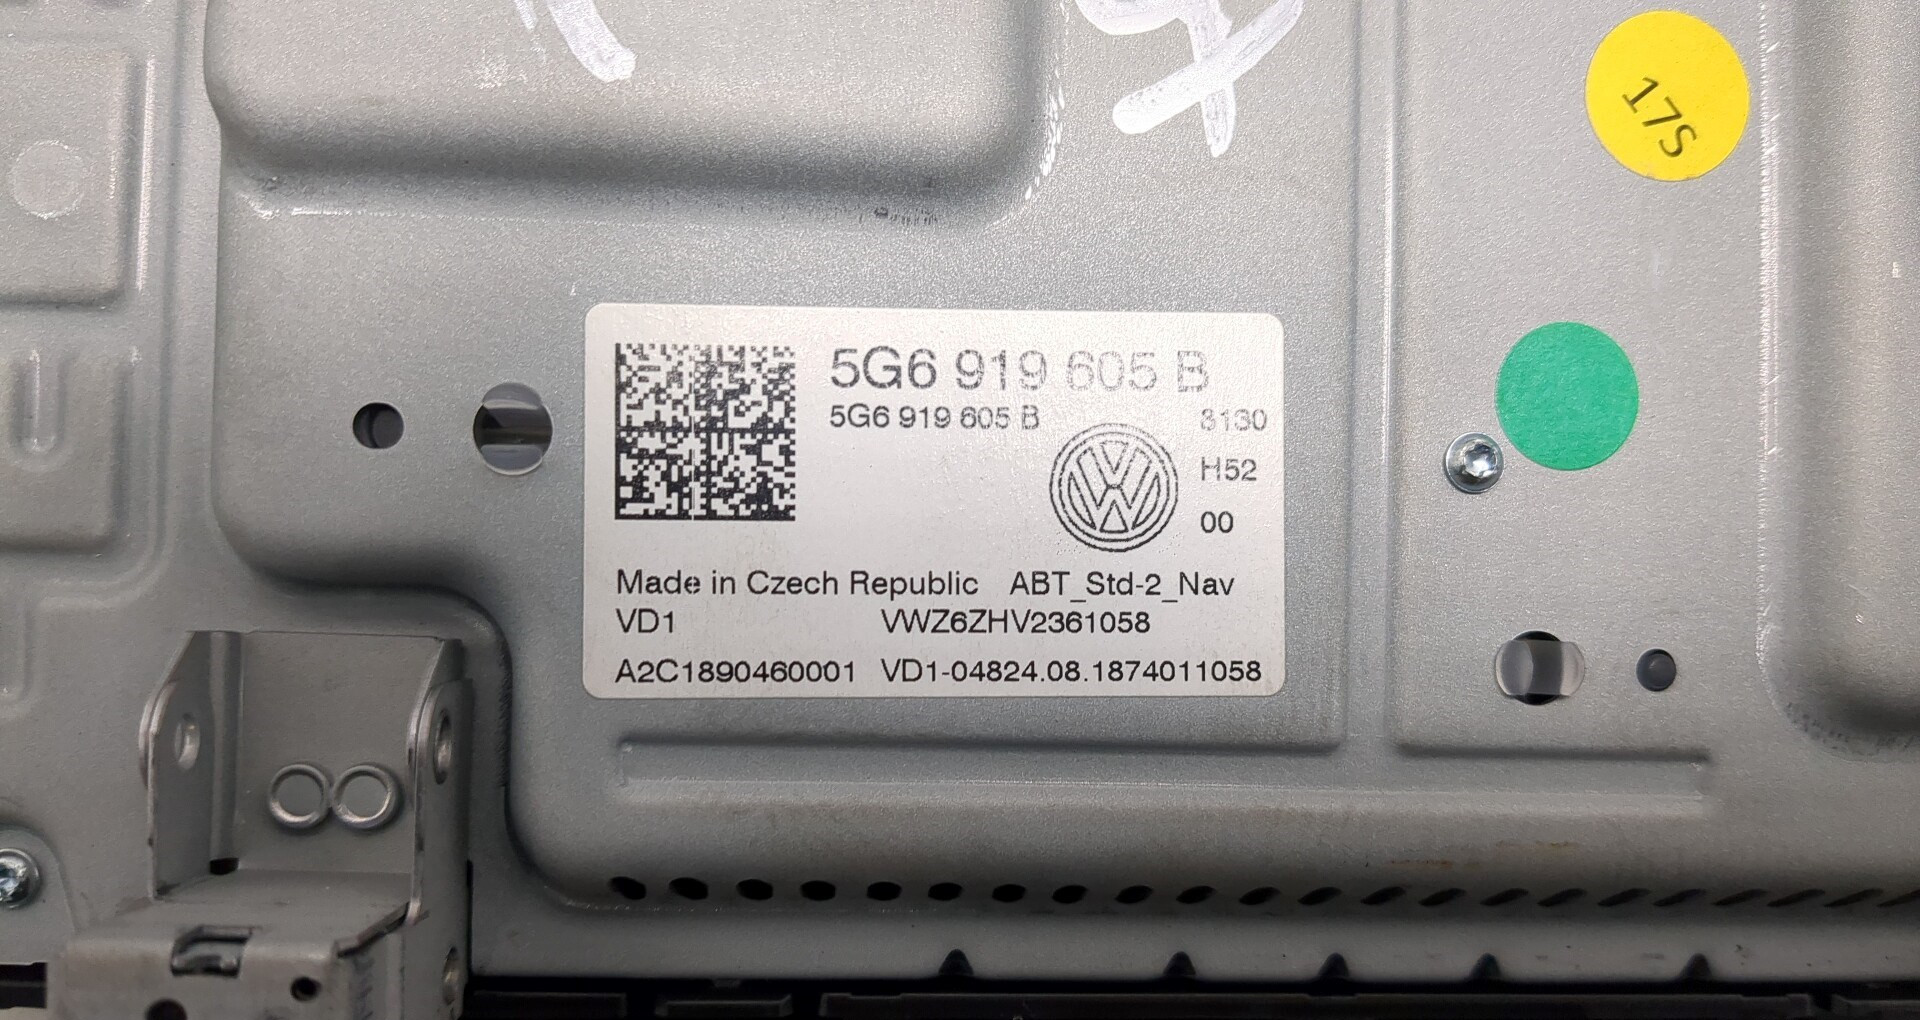 17S
5G6 919 605 B
5G6 919 605 B 3130
H52
00
Made in Czech Republic ABT_Std-2_Nav
VD1 VWZ6ZHV2361058
A2C1890460001 VD1-04824.08.1874011058